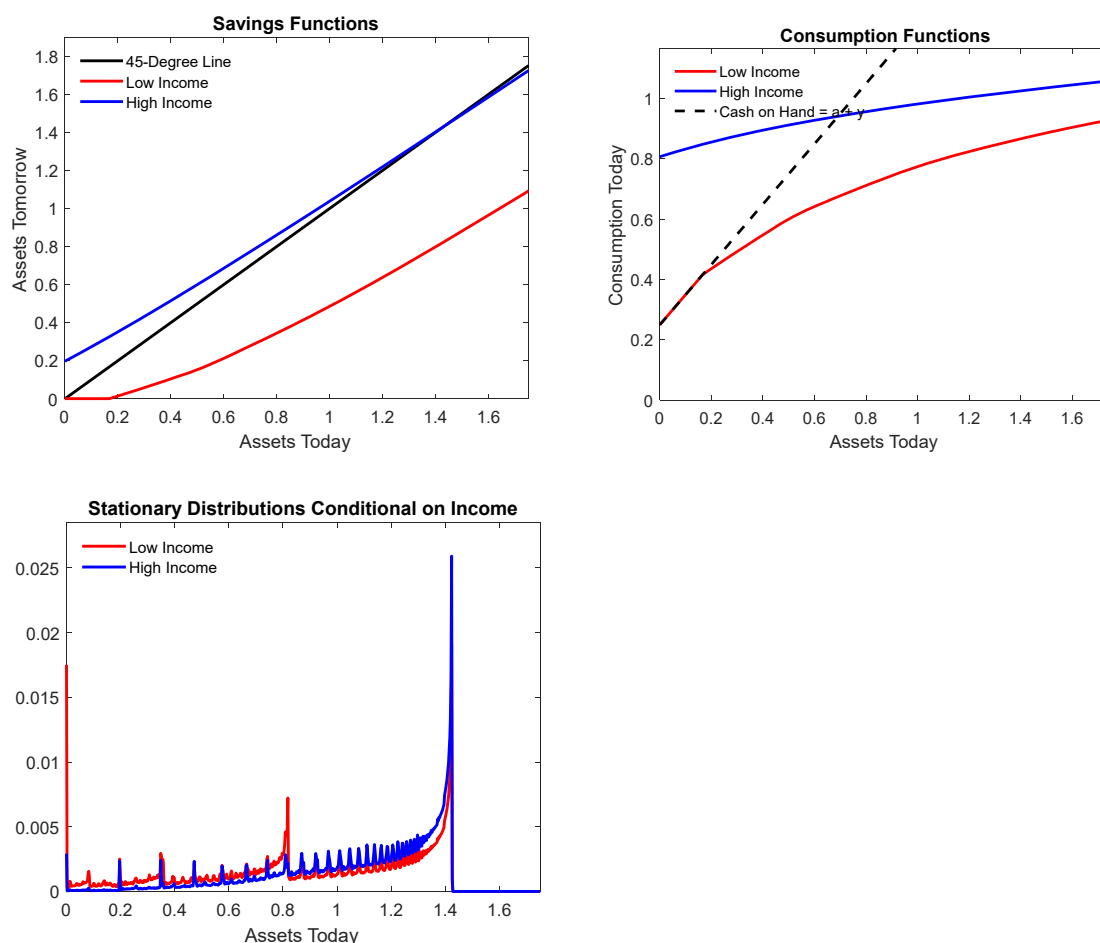 Savings Functions
1.8
1.6
1.4
1.2
1
0.8
0.6
0.4
0.2
0
Assets Tomorrow
45-Degree Line
Low Income
High Income
0 0.2 0.4 0.6 0.8 1 1.2 1.4 1.6
Assets Today
Consumption Functions
1
0.8
0.6
0.4
0.2
0
Consumption Today
Low Income
High Income
Cash on Hand = a + y
0 0.2 0.4 0.6 0.8 1 1.2 1.4 1.6
Assets Today
Stationary Distributions Conditional on Income
0.025
0.02
0.015
0.01
0.005
0
Low Income
High Income
0 0.2 0.4 0.6 0.8 1 1.2 1.4 1.6
Assets Today